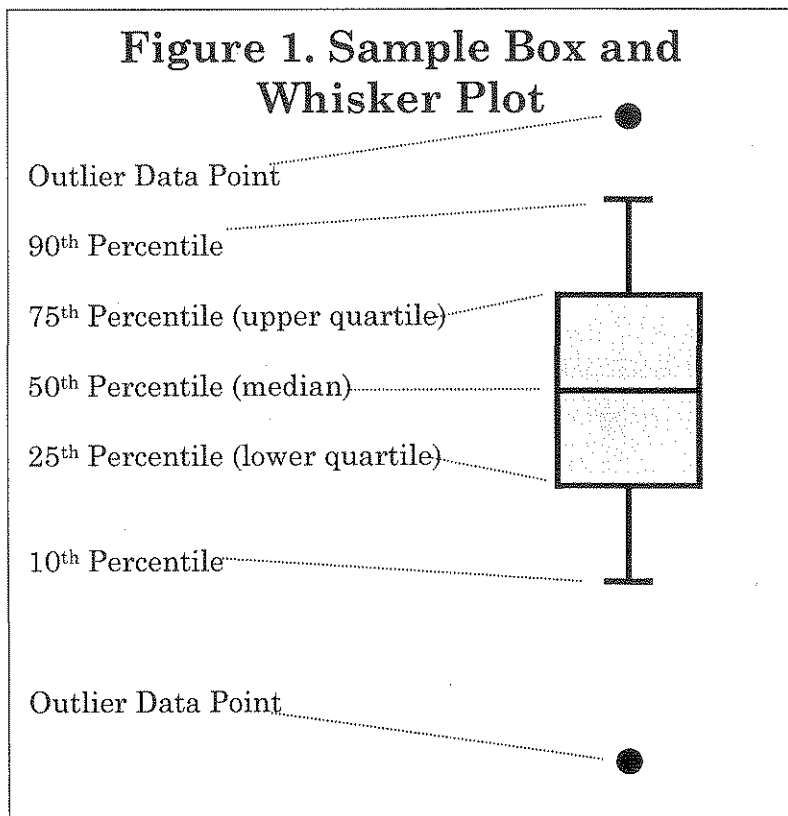 Figure 1. Sample Box and
Whisker Plot
Outlier Data Point
90th Percentile
75th Percentile (upper quartile)
50th Percentile (median)
25th Percentile (lower quartile)
10th Percentile
Outlier Data Point